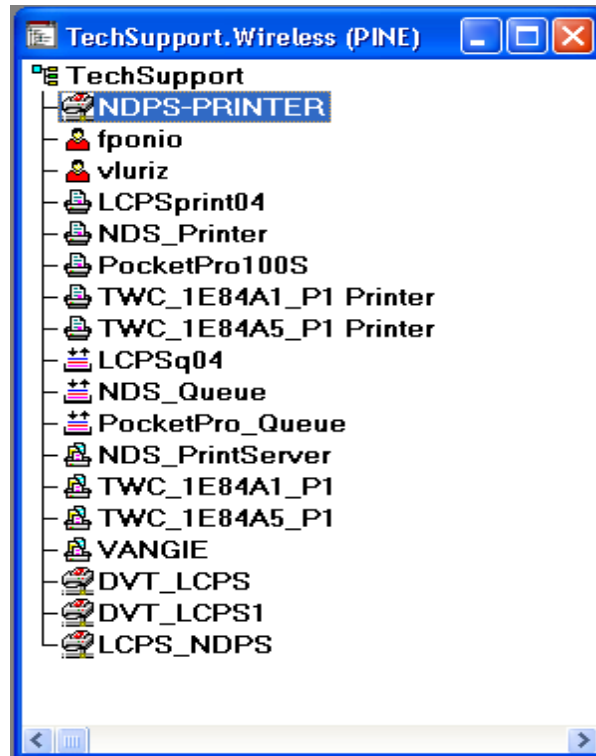 TechSupport.Wireless (PINE)
TechSupport
NDPS-PRINTER
fponio
vluriz
LCPSprint04
NDS_Printer
PocketPro100S
TWC_1E84A1_P1 Printer
TWC_1E84A5_P1 Printer
LCPSq04
NDS_Queue
PocketPro_Queue
NDS_PrintServer
TWC_1E84A1_P1
TWC_1E84A5_P1
VANGIE
DVT_LCPS
DVT_LCPS1
LCPS_NDPS